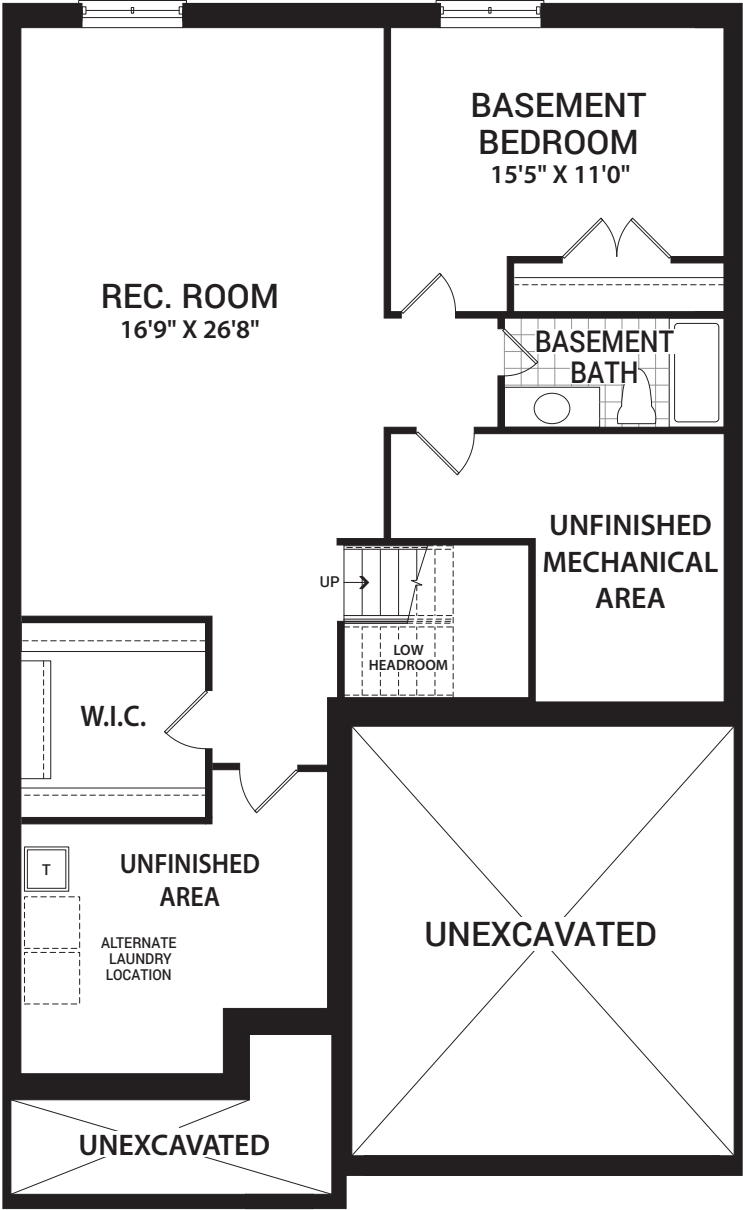 BASEMENT
BEDROOM
15'5" X 11'0"
REC. ROOM
16'9" X 26'8"
BASEMENT
BATH
UNFINISHED
MECHANICAL
AREA
UP
LOW
HEADROOM
W.I.C.
T
UNFINISHED
AREA
ALTERNATE
LAUNDRY
LOCATION
UNEXCAVATED
UNEXCAVATED